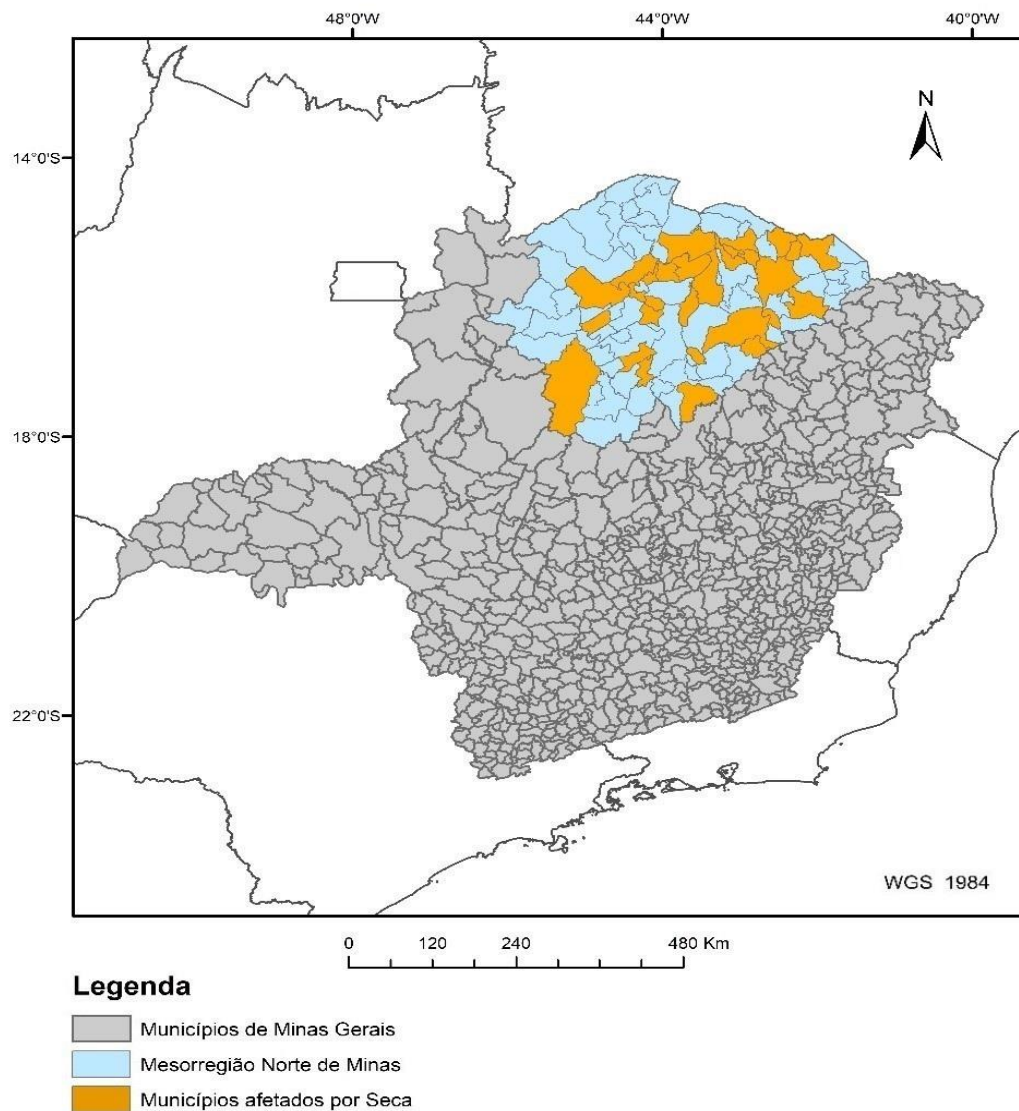 48°0'W 44°0'W 40°0'W
N
14°0'S
18°0'S
22°0'S
WGS 1984
0 120 240 480 Km
Legenda
Municípios de Minas Gerais
Mesorregião Norte de Minas
Municípios afetados por Seca